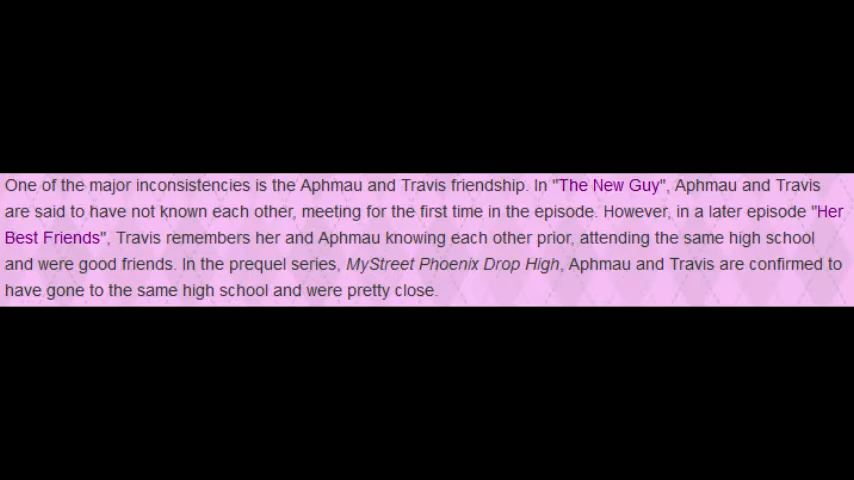 One of the major inconsistencies is the Aphmau and Travis friendship. In "The New Guy", Aphmau and Travis
are said to have not known each other, meeting for the first time in the episode. However, in a later episode "Her
Best Friends", Travis remembers her and Aphmau knowing each other prior, attending the same high school
and were good friends. In the prequel series, MyStreet Phoenix Drop High, Aphmau and Travis are confirmed to
have gone to the same high school and were pretty close.